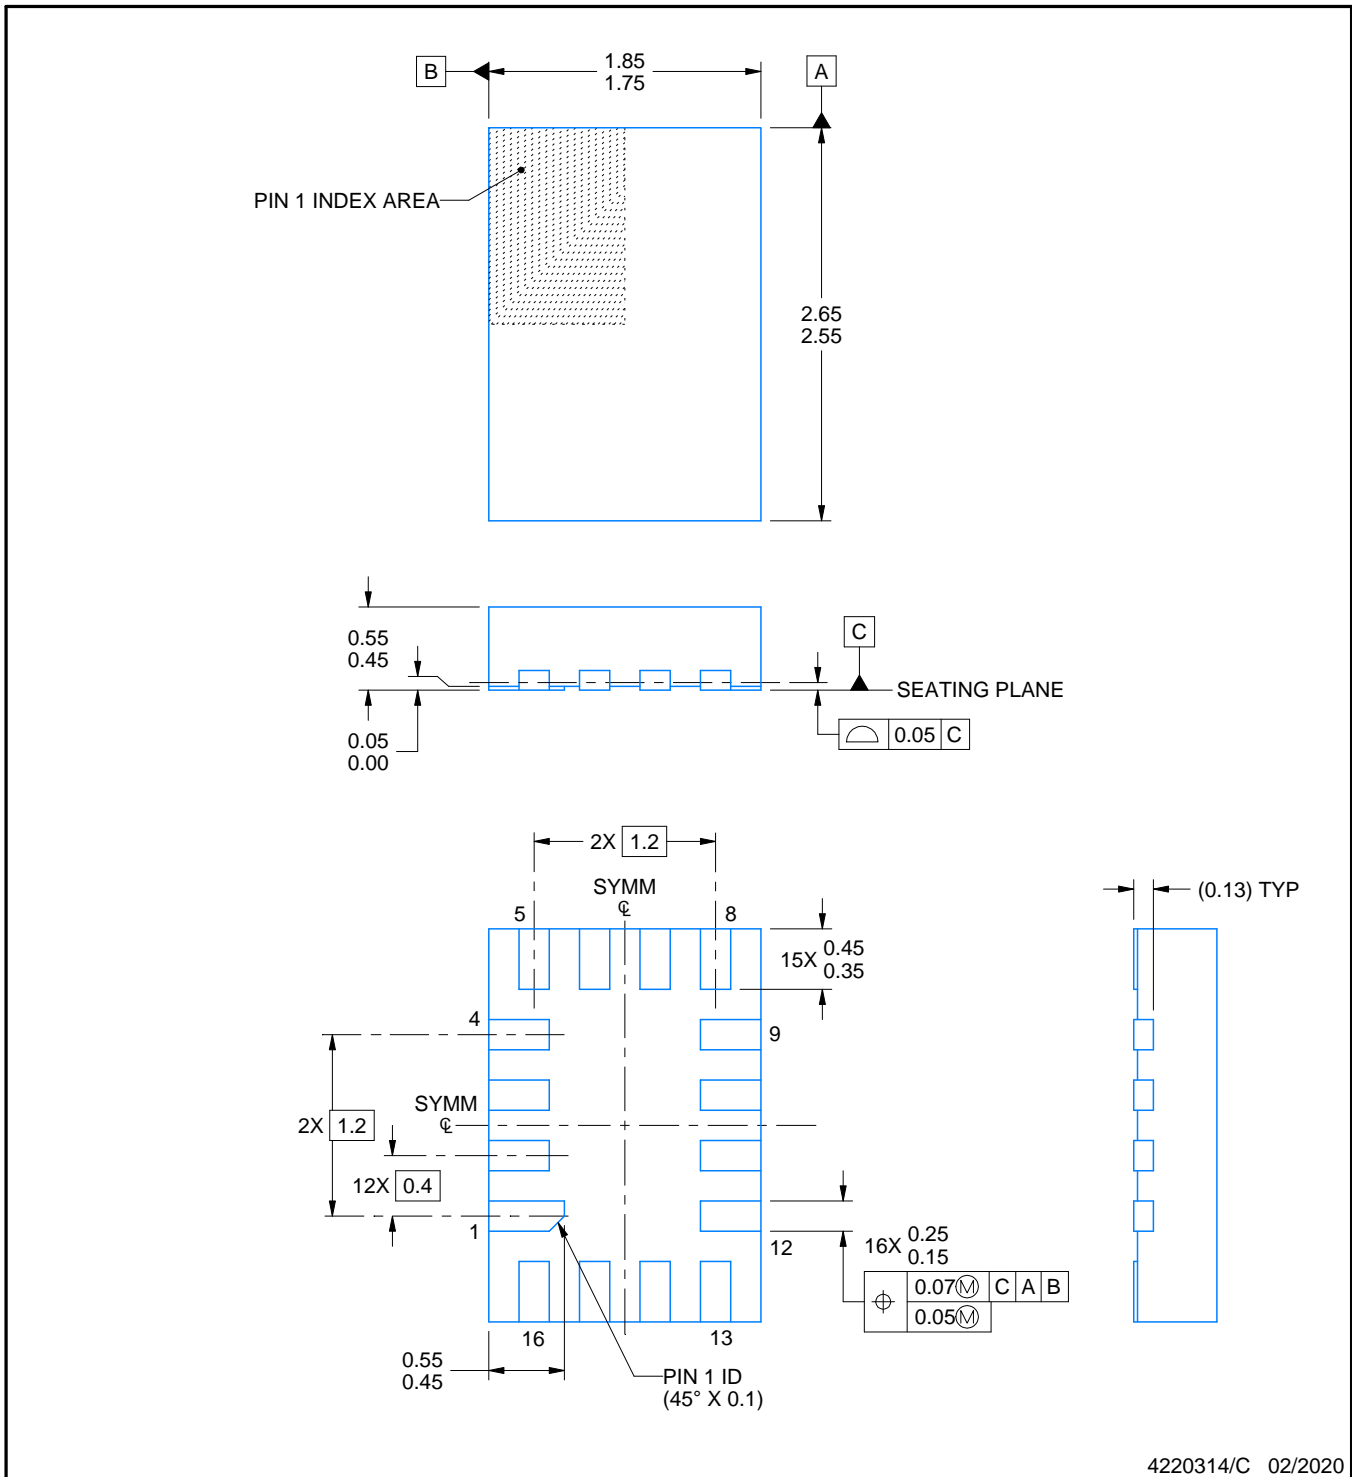 B
1.85
1.75
A
PIN 1 INDEX AREA
2.65
2.55
0.55
0.45
C
SEATING PLANE
0.05 C
0.05
0.00
2X 1.2
(0.13) TYP
SYMM
℄
5
8
15X 0.45
0.35
4
9
SYMM
℄
2X 1.2
12X 0.4
1
12
16X 0.25
0.15
0.07Ⓜ C A B
0.05Ⓜ
16
13
0.55
0.45
PIN 1 ID
(45° X 0.1)
4220314/C 02/2020